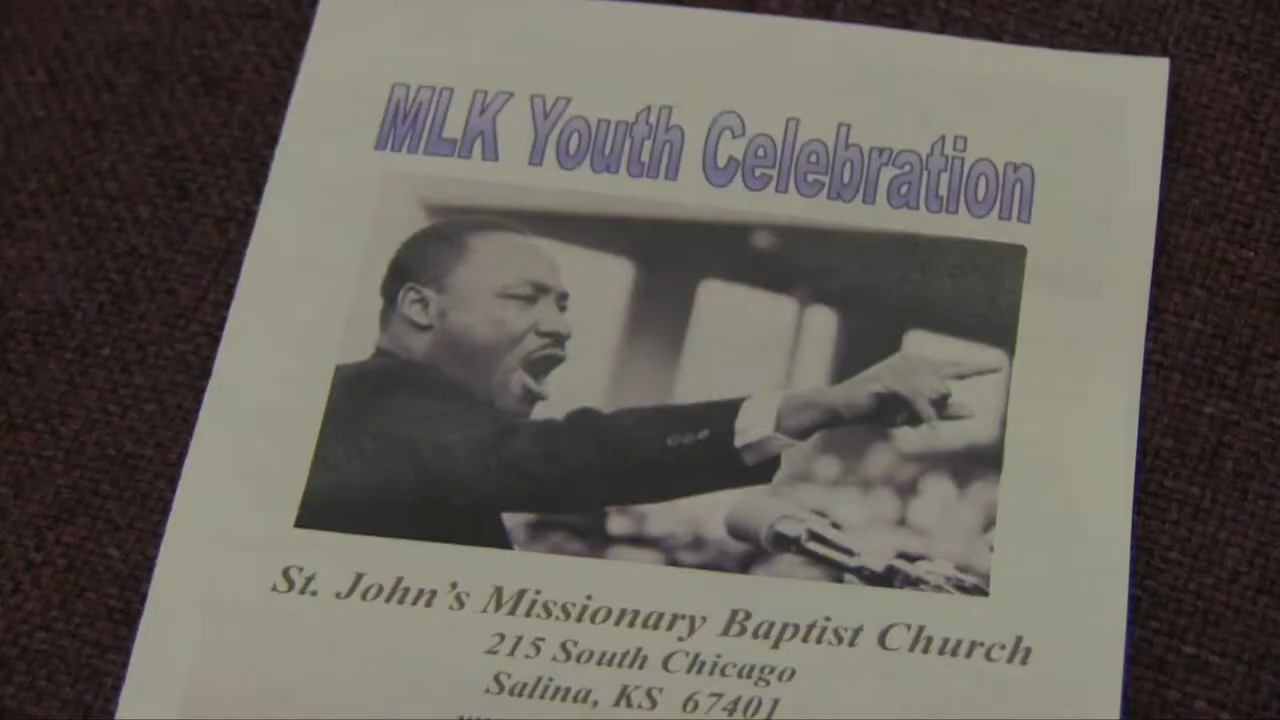 MLK Youth Celebration
St. John's Missionary Baptist Church
215 South Chicago
Salina, KS 67401